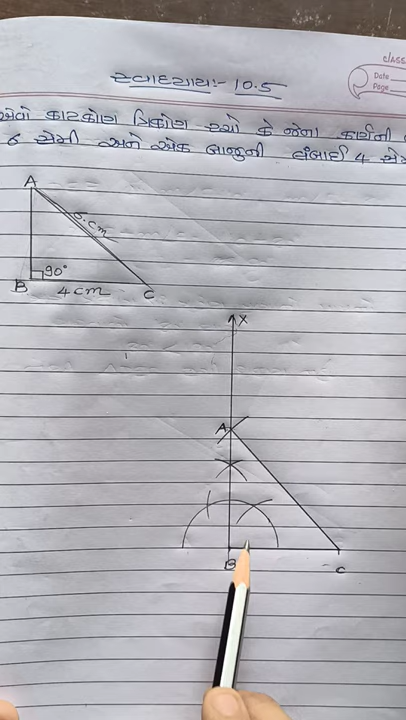 CLASS
Date
Page
સ્વાધ્યાય:- 10.5
એવો કાટકોણ ત્રિકોણ રચો કે જેના કર્ણની
6 સેમી અને એક બાજુની લંબાઈ 4 સેમ
A
6.cm
90°
B
4 cm
C
X
A
B
C